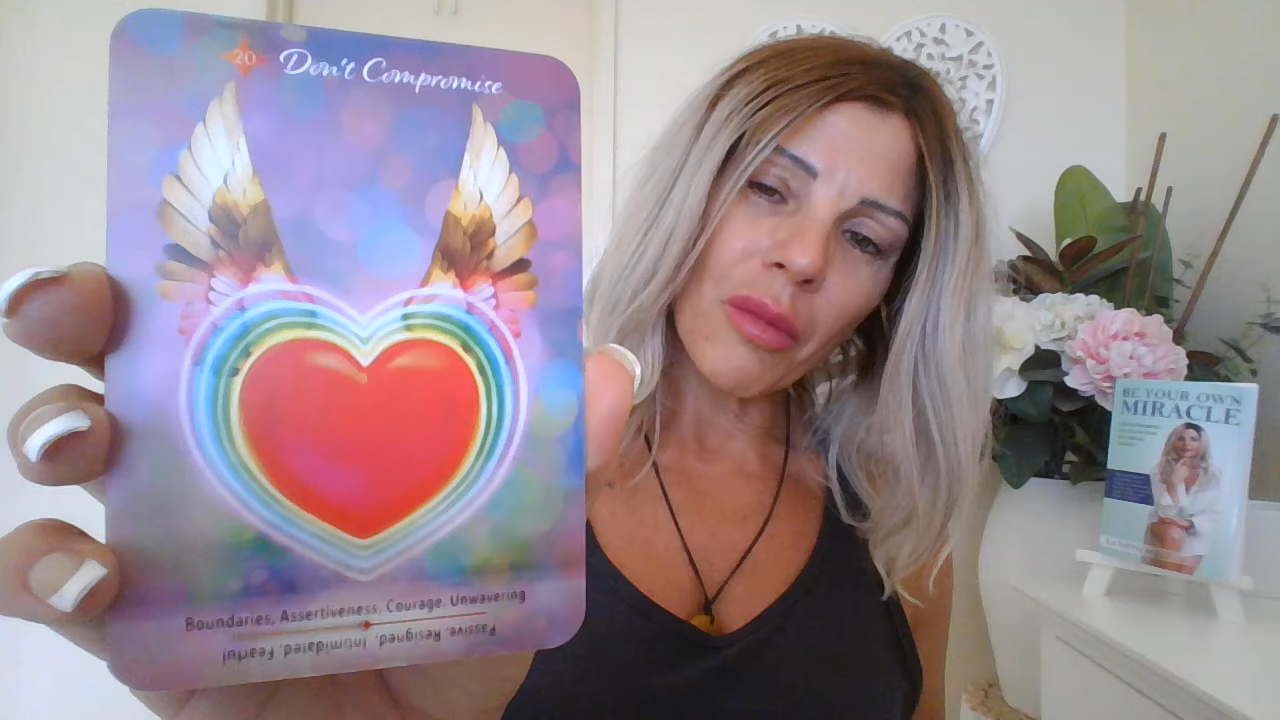 20 Don't Compromise
Boundaries, Assertiveness, Courage, Unwavering
Passive, Resigned, Intimidated, Fearful
BE YOUR OWN
MIRACLE